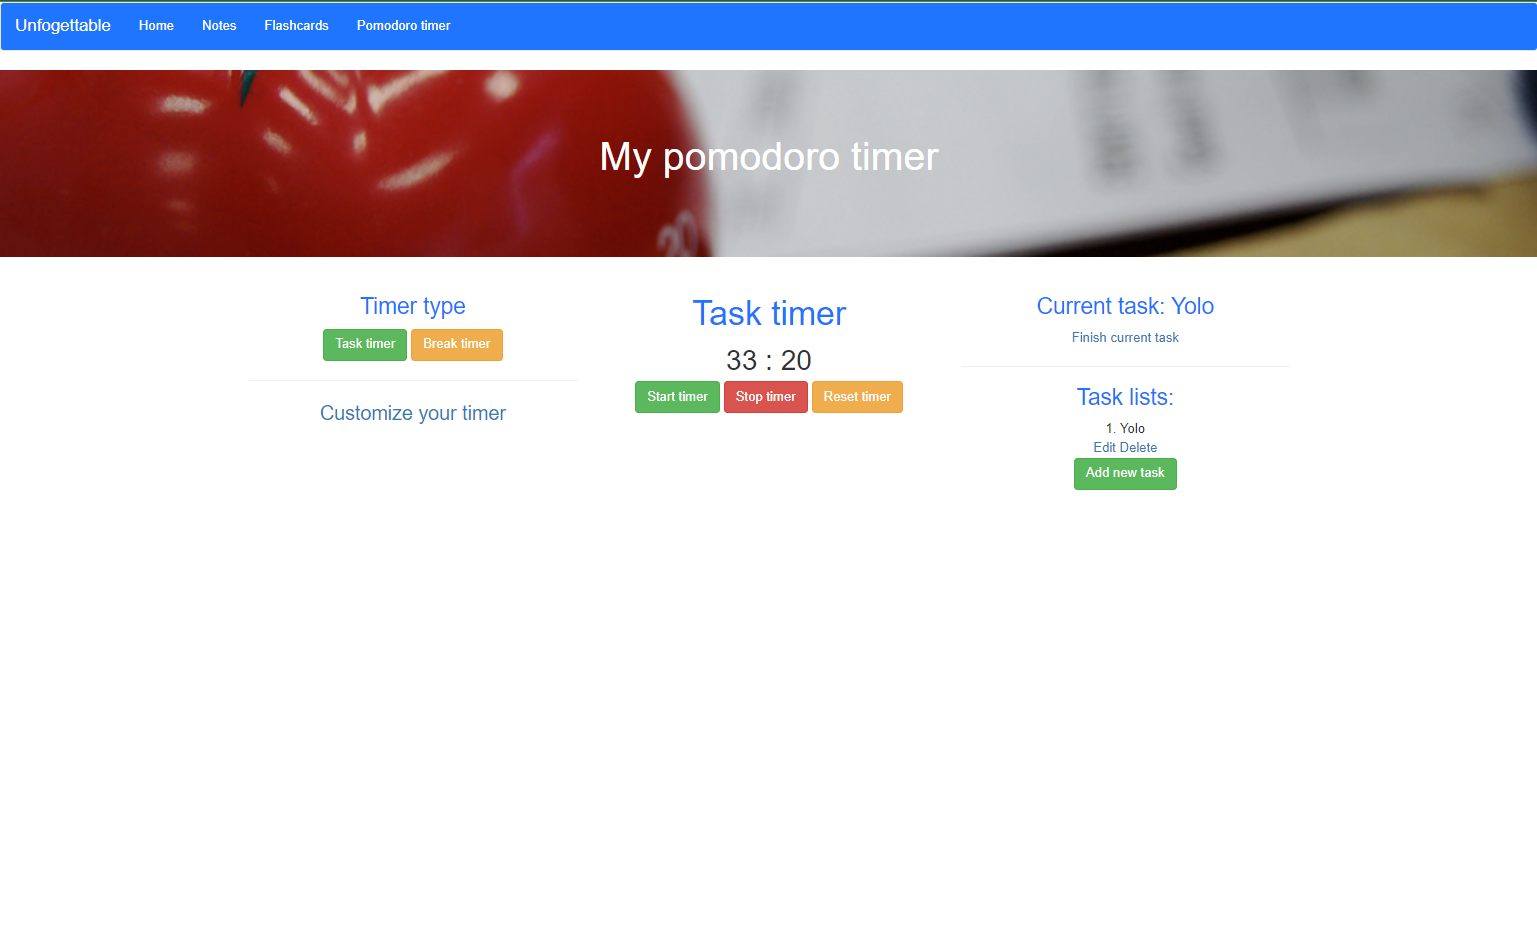 Unfogettable Home Notes Flashcards Pomodoro timer
My pomodoro timer
20
Timer type
Task timer Break timer
Customize your timer
Task timer
33 : 20
Start timer Stop timer Reset timer
Current task: Yolo
Finish current task
Task lists:
1. Yolo
Edit Delete
Add new task